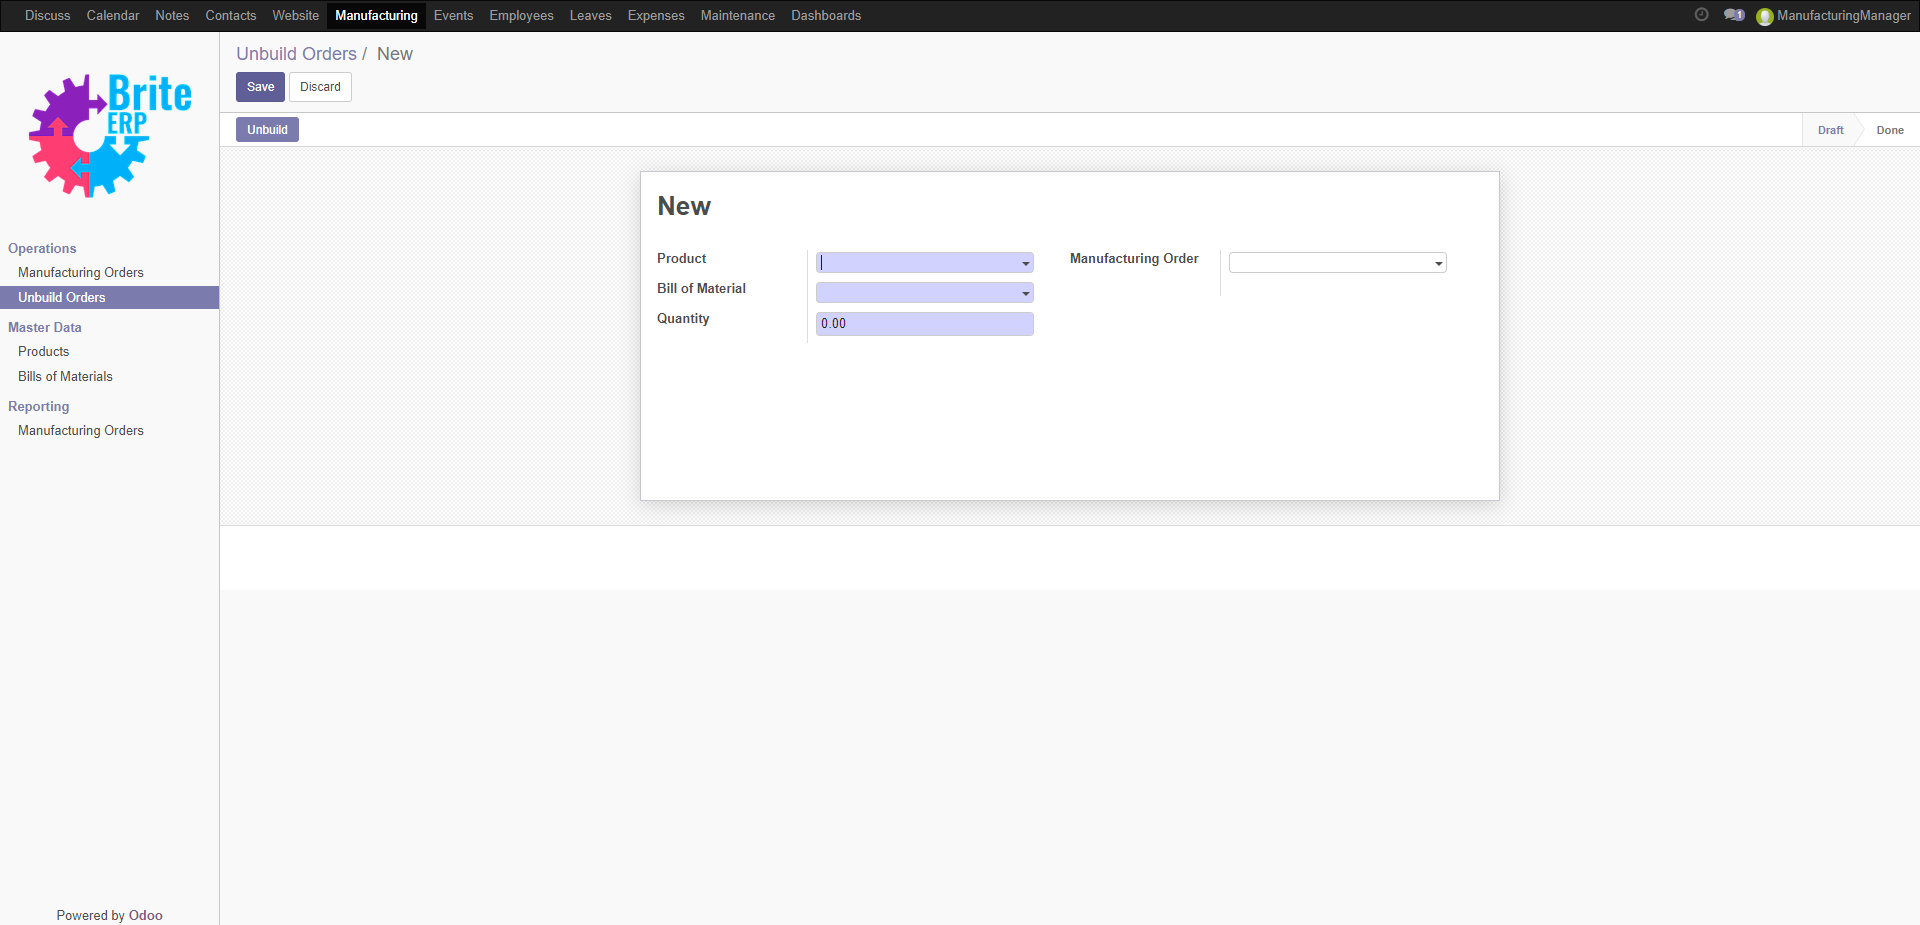 Discuss Calendar Notes Contacts Website Manufacturing Events Employees Leaves Expenses Maintenance Dashboards 1 ManufacturingManager
Brite
ERP
Operations
Manufacturing Orders
Unbuild Orders
Master Data
Products
Bills of Materials
Reporting
Manufacturing Orders
Powered by Odoo
Unbuild Orders / New
Save Discard
Unbuild Draft Done
New
Product Manufacturing Order
Bill of Material
Quantity 0.00